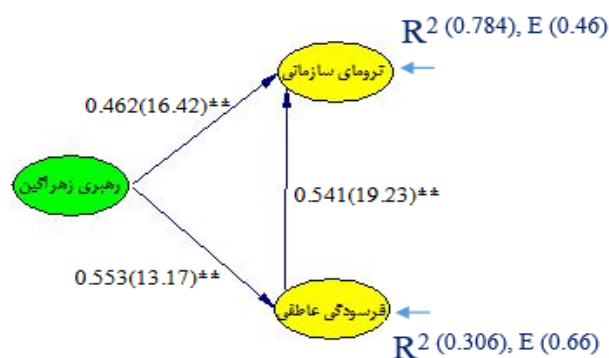 R² (0.784), E (0.46)
ترومای سازمانی
0.462(16.42)**
رهبری زهراگین
0.541(19.23)**
0.553(13.17)**
فرسودگی عاطفی
R² (0.306), E (0.66)